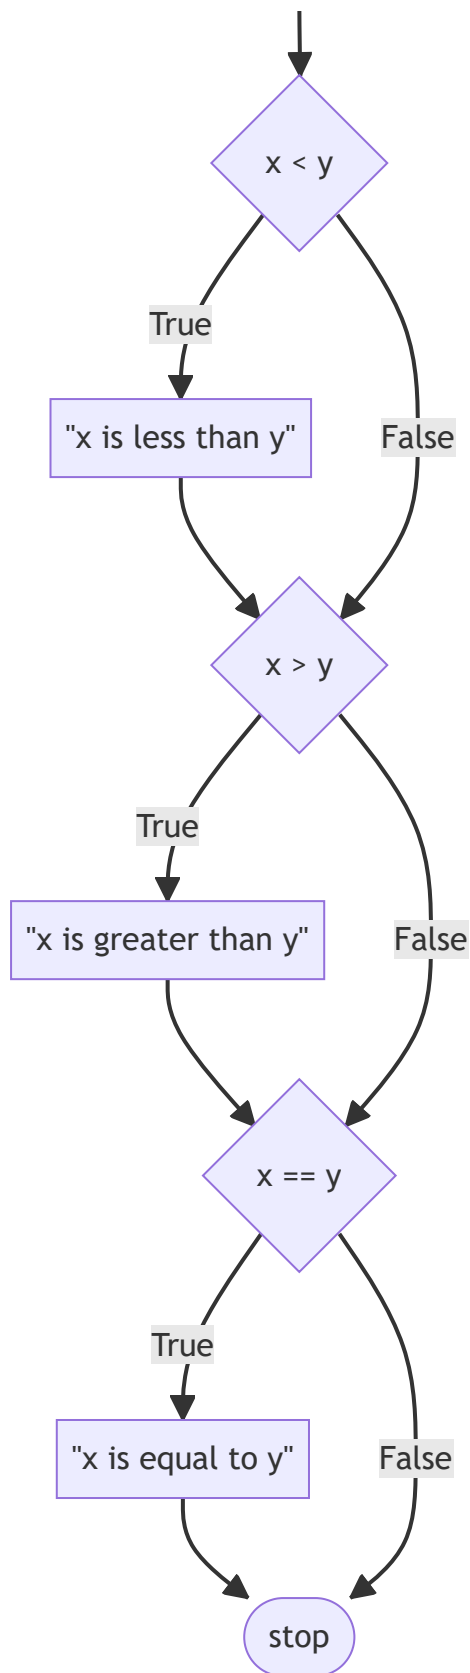 x < y
True
"x is less than y"
False
x > y
True
"x is greater than y"
False
x == y
True
"x is equal to y"
False
stop